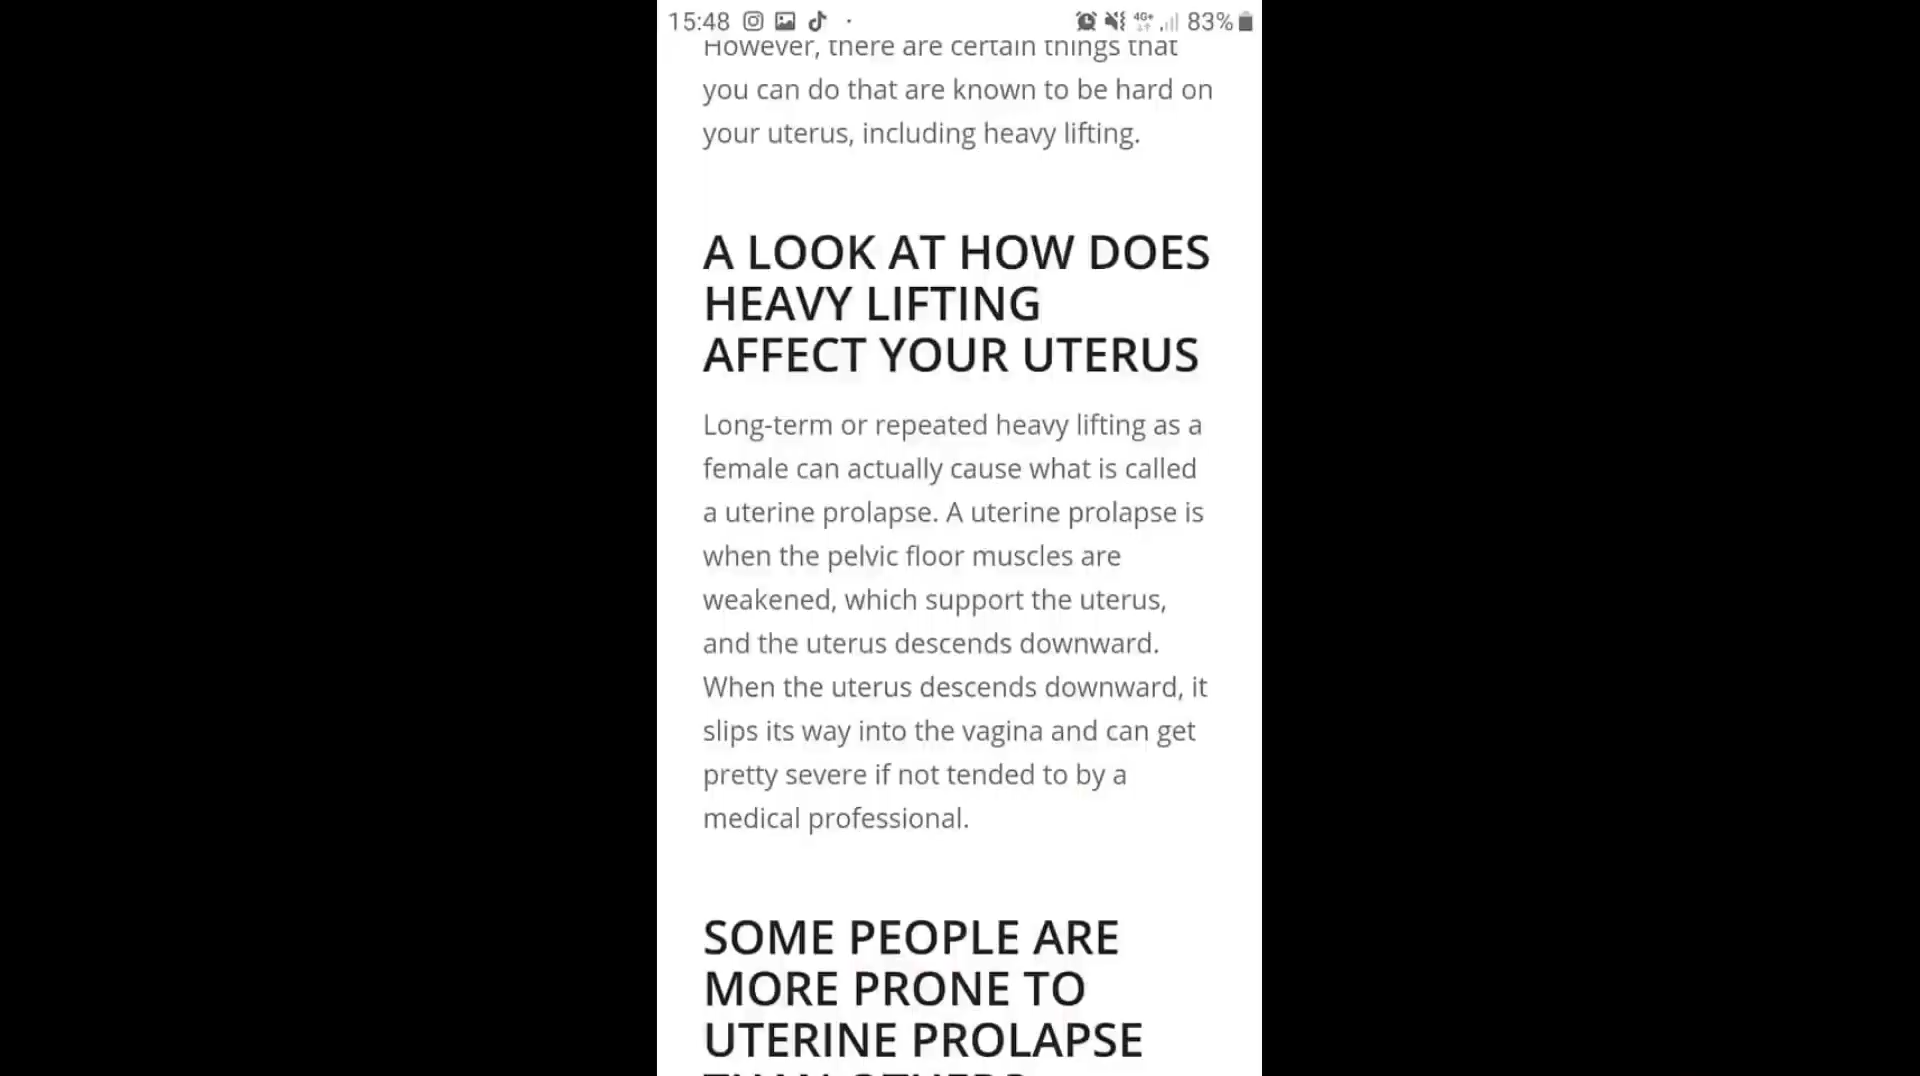 15:48 4G+ 83%
However, there are certain things that
you can do that are known to be hard on
your uterus, including heavy lifting.
A LOOK AT HOW DOES
HEAVY LIFTING
AFFECT YOUR UTERUS
Long-term or repeated heavy lifting as a
female can actually cause what is called
a uterine prolapse. A uterine prolapse is
when the pelvic floor muscles are
weakened, which support the uterus,
and the uterus descends downward.
When the uterus descends downward, it
slips its way into the vagina and can get
pretty severe if not tended to by a
medical professional.
SOME PEOPLE ARE
MORE PRONE TO
UTERINE PROLAPSE
THAN OTHERS